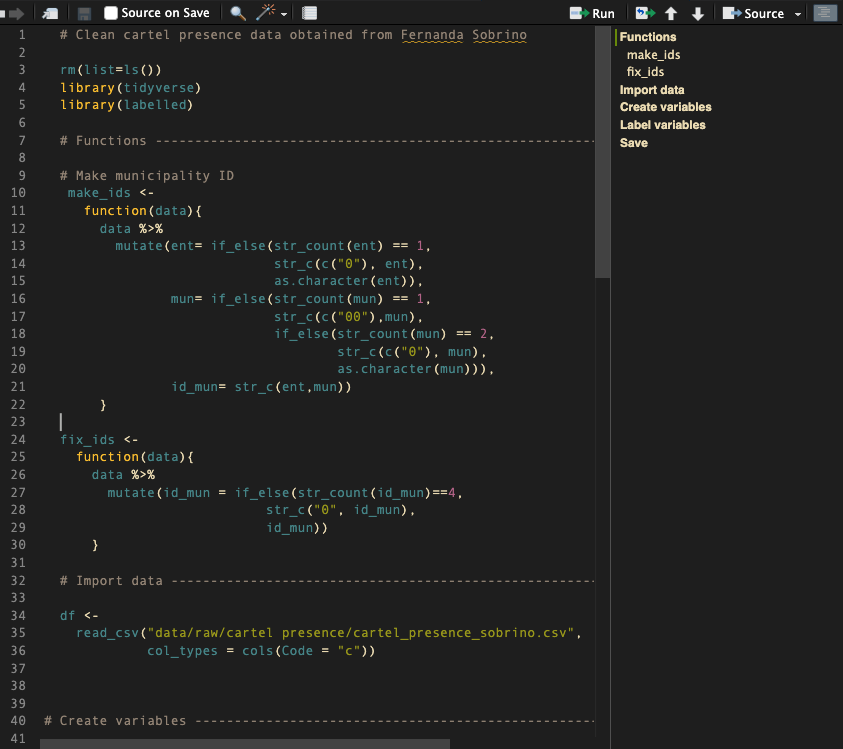 Source on Save
Run
Source
1 # Clean cartel presence data obtained from Fernanda Sobrino
2
3 rm(list=ls())
4 library(tidyverse)
5 library(labelled)
6
7 # Functions --------------------------------------------------------
8
9 # Make municipality ID
10 make_ids <-
11 function(data){
12 data %>%
13 mutate(ent= if_else(str_count(ent) == 1,
14 str_c(c("0"), ent),
15 as.character(ent)),
16 mun= if_else(str_count(mun) == 1,
17 str_c(c("00"),mun),
18 if_else(str_count(mun) == 2,
19 str_c(c("0"), mun),
20 as.character(mun))),
21 id_mun= str_c(ent,mun))
22 }
23
24 fix_ids <-
25 function(data){
26 data %>%
27 mutate(id_mun = if_else(str_count(id_mun)==4,
28 str_c("0", id_mun),
29 id_mun))
30 }
31
32 # Import data ------------------------------------------------------
33
34 df <-
35 read_csv("data/raw/cartel presence/cartel_presence_sobrino.csv",
36 col_types = cols(Code = "c"))
37
38
39
40 # Create variables ---------------------------------------------------
41
Functions
make_ids
fix_ids
Import data
Create variables
Label variables
Save